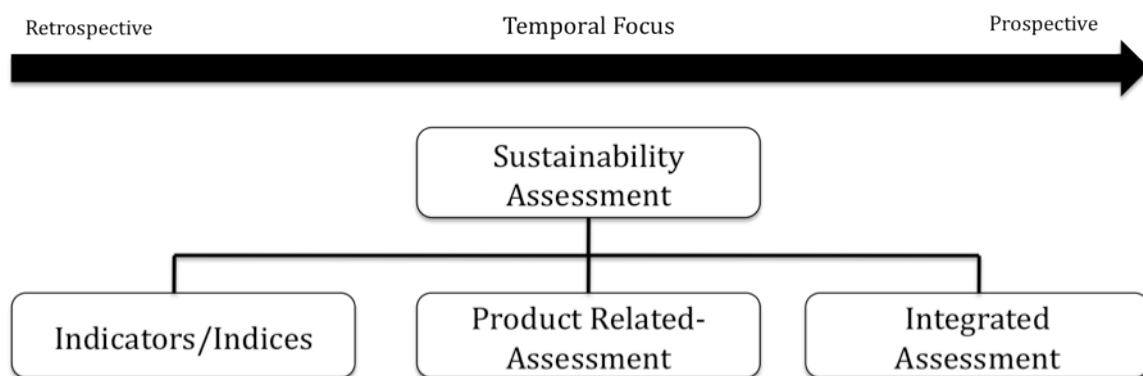 Retrospective
Temporal Focus
Prospective
Sustainability
Assessment
Indicators/Indices
Product Related-
Assessment
Integrated
Assessment